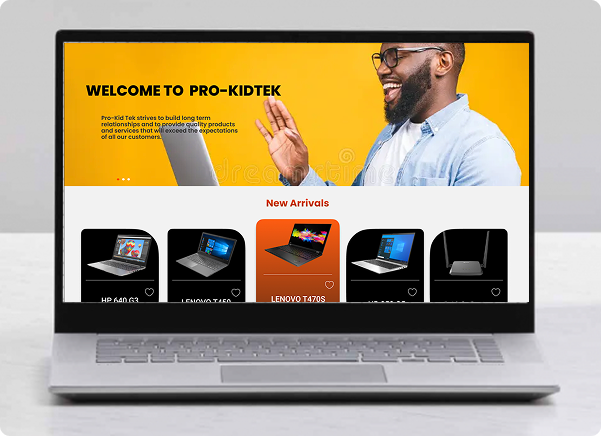 WELCOME TO PRO-KIDTEK
Pro-Kid Tek strives to build long term
relationships and to provide quality products
and services that will exceed the expectations
of all our customers.
New Arrivals
HP 640 G3
LENOVO T450
LENOVO T470S